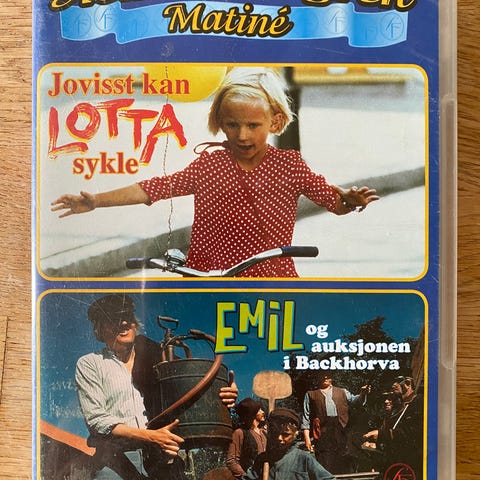 Matiné
Jovisst kan
LOTTA
sykle
EMIL
og
auksjonen
i Backhorva